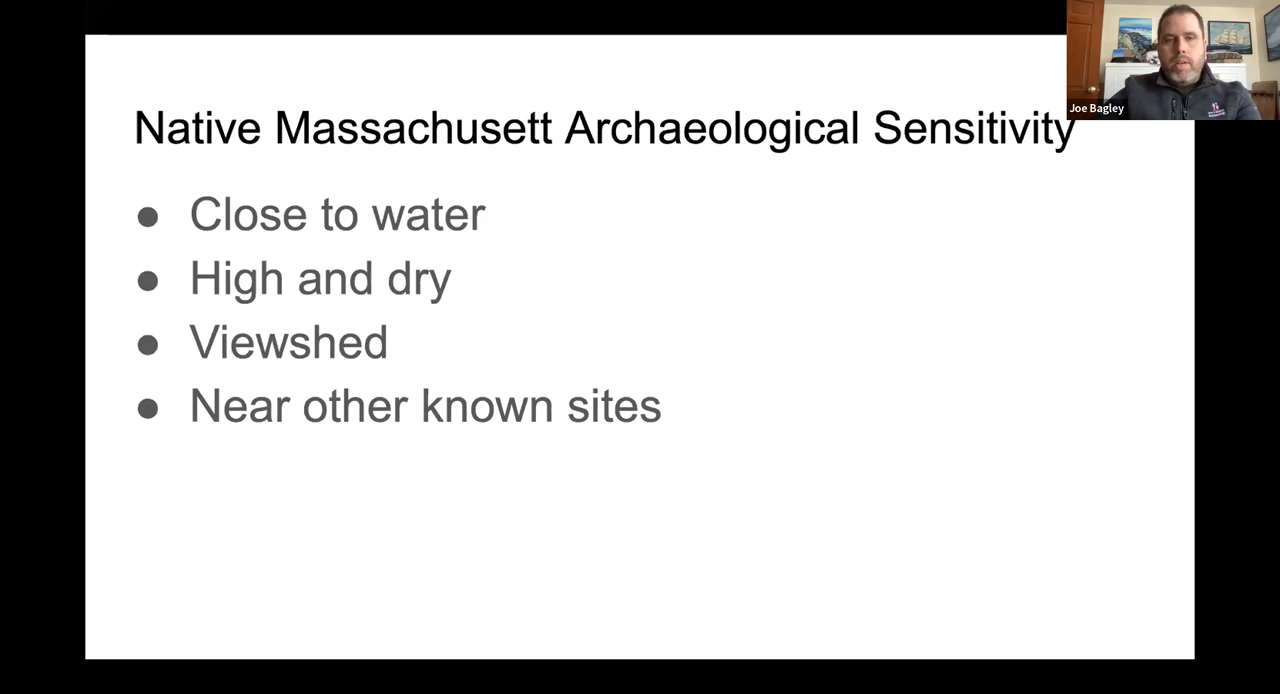 Native Massachusett Archaeological Sensitivity
● Close to water
● High and dry
● Viewshed
● Near other known sites
Joe Bagley